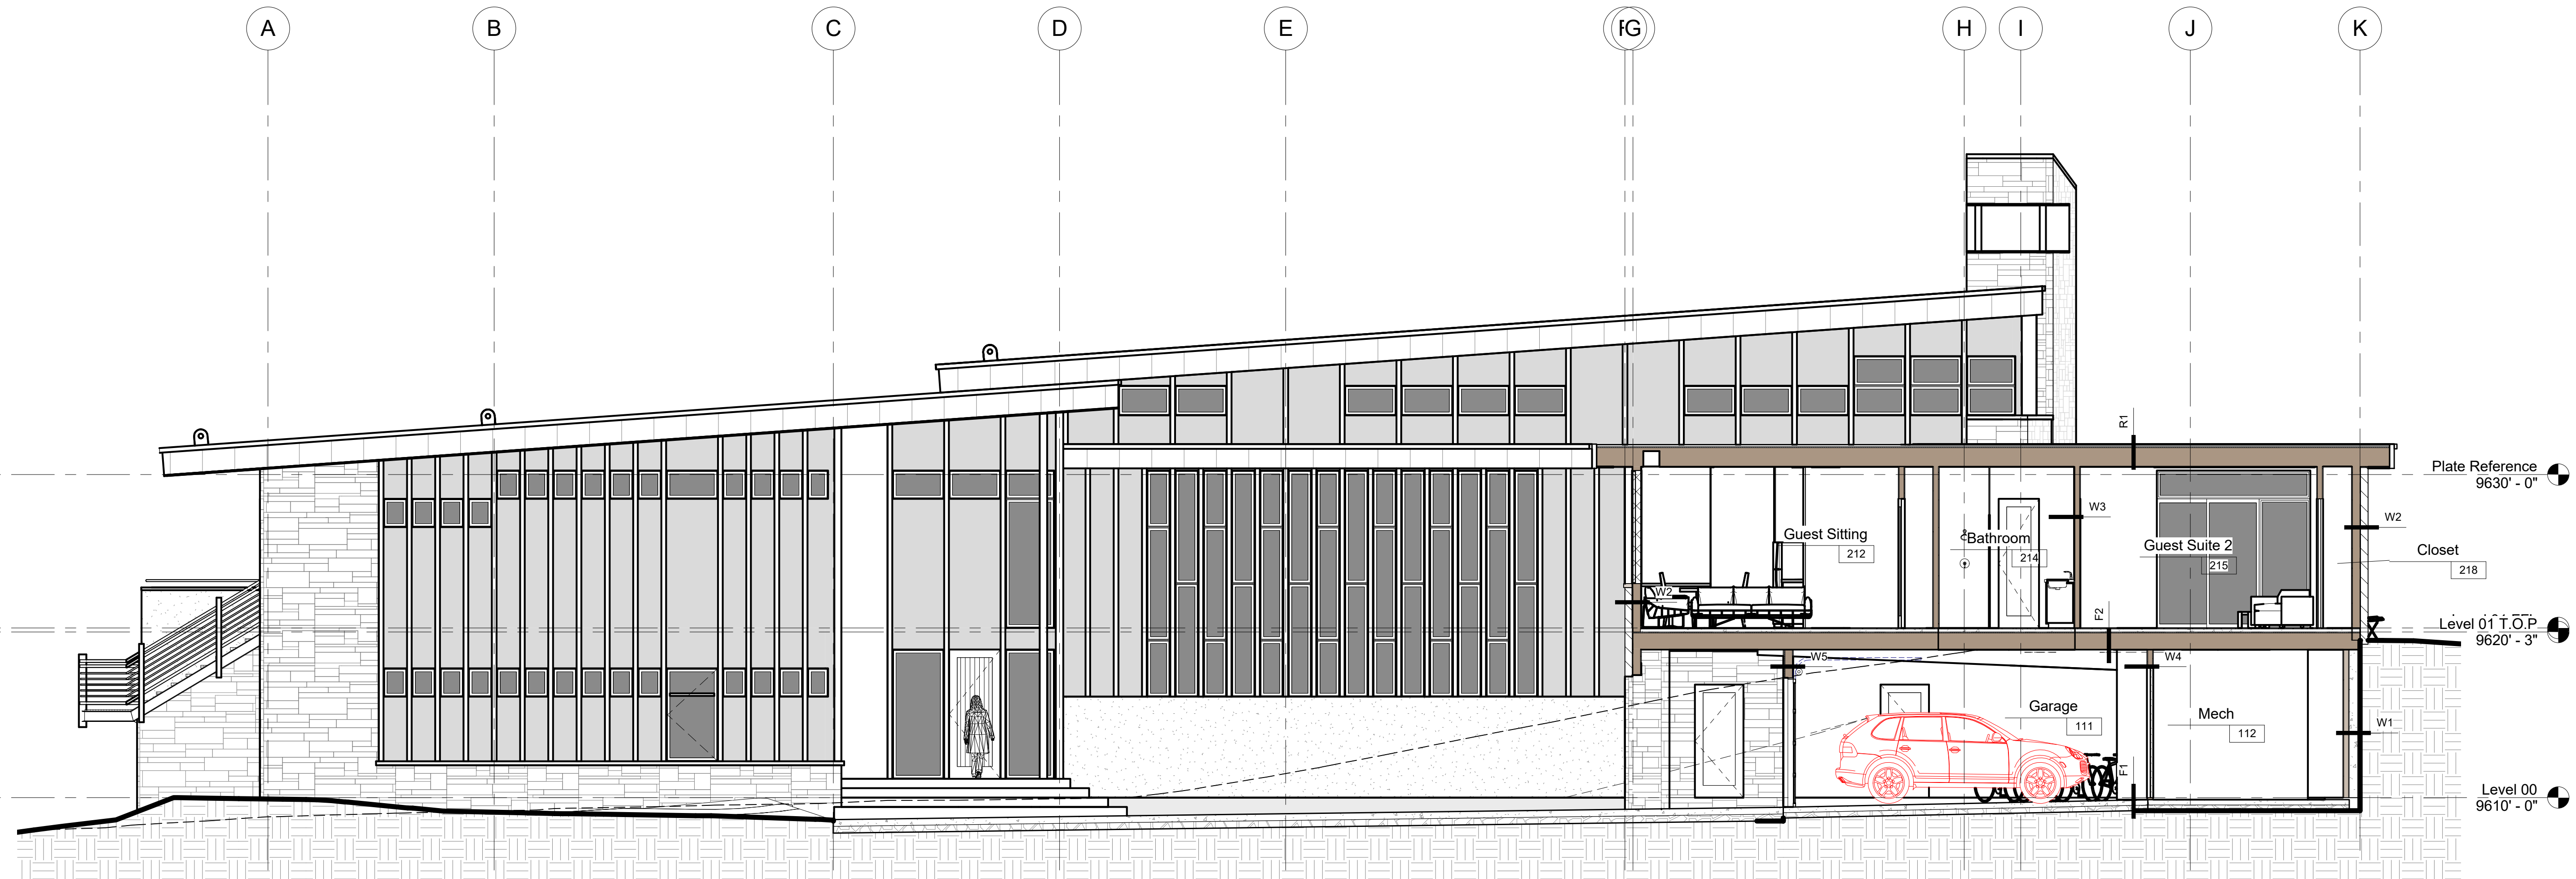 A
B
C
D
E
G
H
I
J
K
R1
Plate Reference
9630' - 0"
W3
W2
Guest Sitting
212
Bathroom
214
Guest Suite 2
215
Closet
218
W2
F2
Level 01 T.O.P
9620' - 3"
W5
W4
Garage
111
Mech
112
W1
F1
Level 00
9610' - 0"